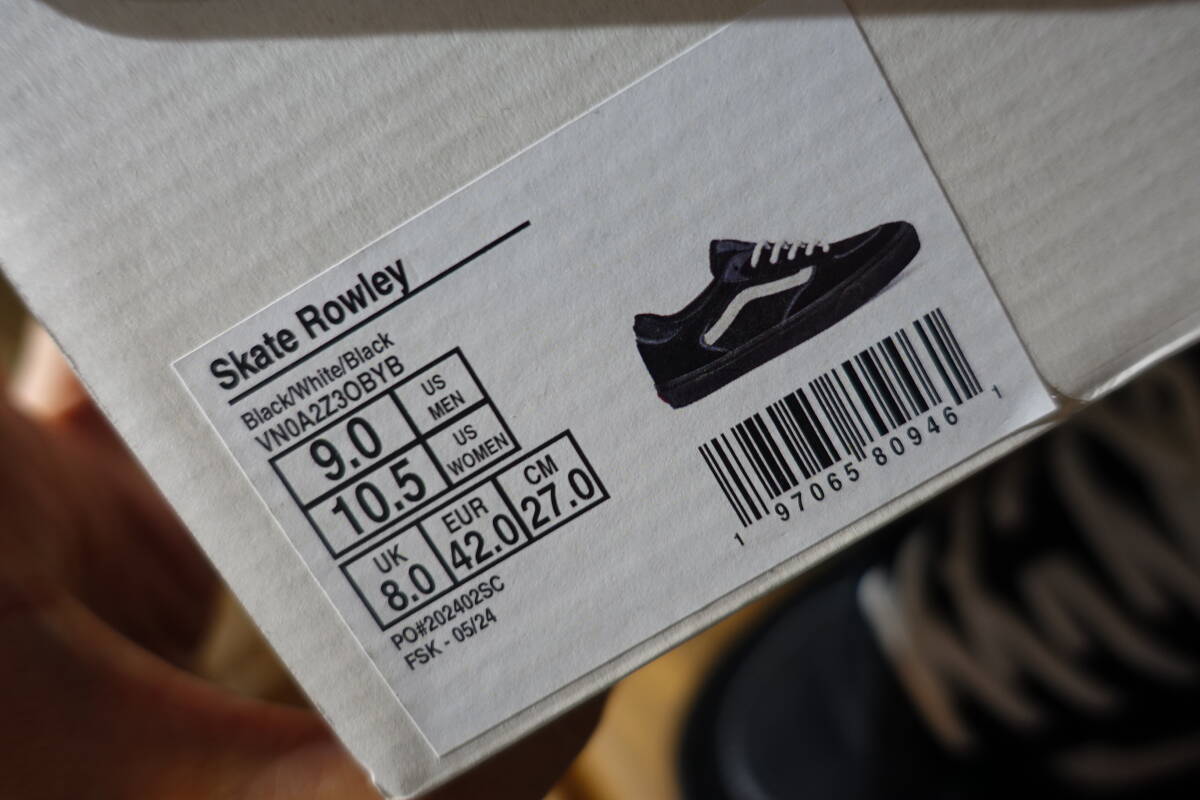 Skate Rowley
Black/White/Black
VN0A2Z3OBYB
9.0 US MEN
10.5 US WOMEN
UK EUR CM
8.0 42.0 27.0
PO#202402SC
FSK - 05/24
1 97065 80946 1